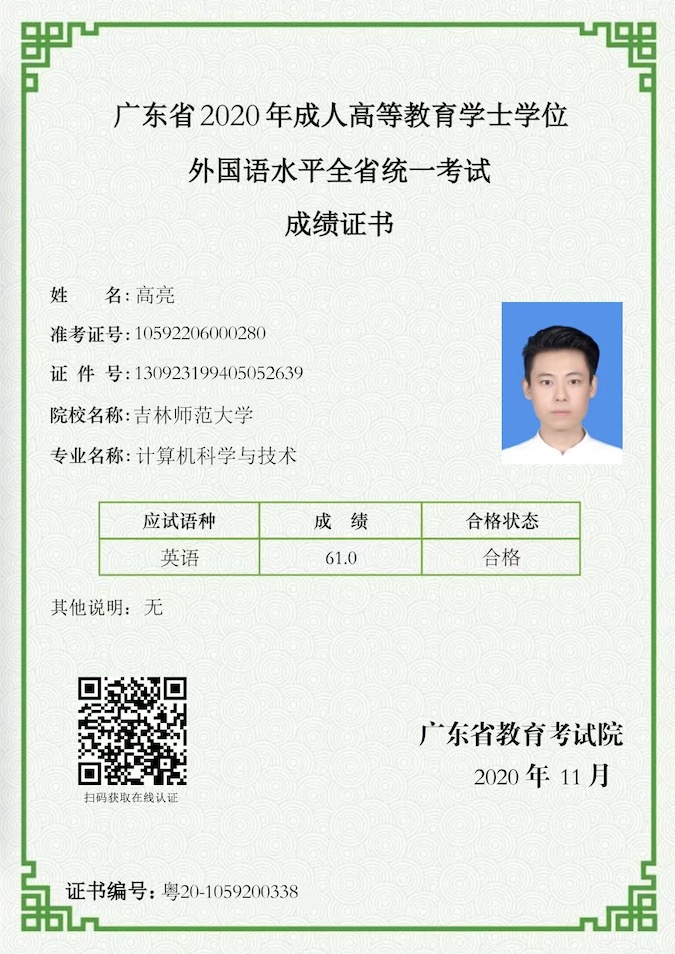 广东省2020年成人高等教育学士学位
外国语水平全省统一考试
成绩证书
姓 名: 高亮
准考证号: 10592206000280
证 件 号: 130923199405052639
院校名称: 吉林师范大学
专业名称: 计算机科学与技术
应试语种 成 绩 合格状态
英语 61.0 合格
其他说明: 无
扫码获取在线认证
广东省教育考试院
2020 年 11 月
证书编号: 粤20-1059200338